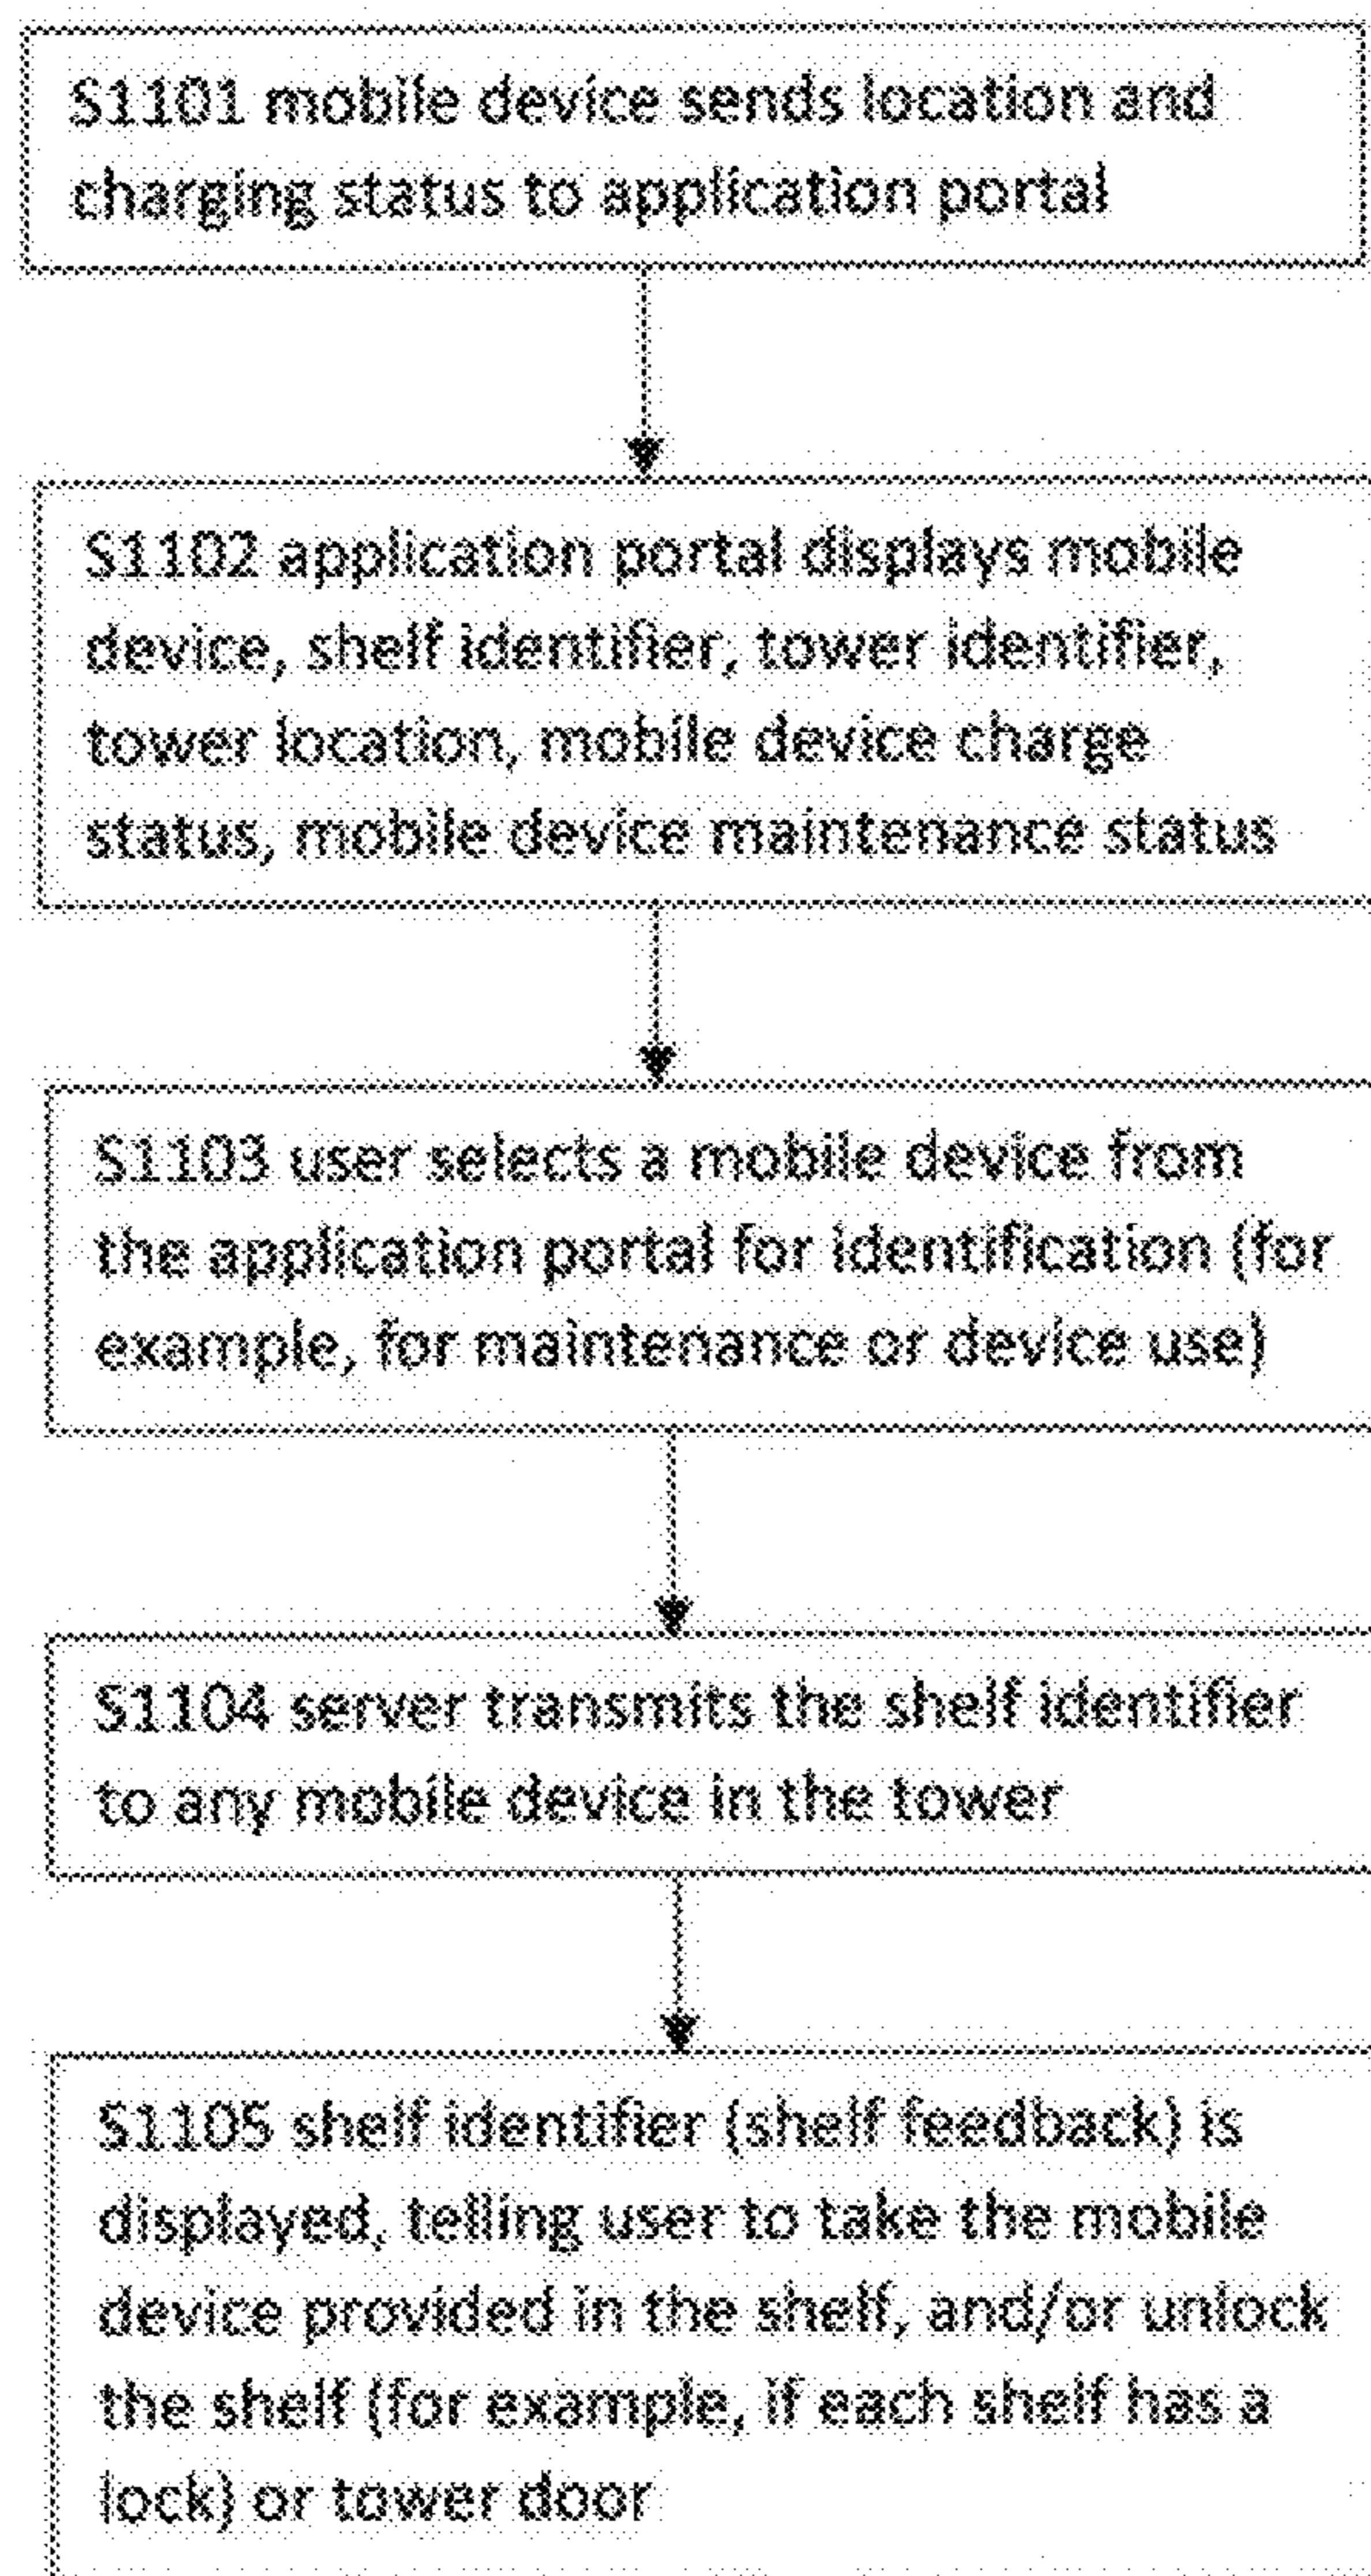 S1101 mobile device sends location and
charging status to application portal
S1102 application portal displays mobile
device, shelf identifier, tower identifier,
tower location, mobile device charge
status, mobile device maintenance status
S1103 user selects a mobile device from
the application portal for identification (for
example, for maintenance or device use)
S1104 server transmits the shelf identifier
to any mobile device in the tower
S1105 shelf identifier (shelf feedback) is
displayed, telling user to take the mobile
device provided in the shelf, and/or unlock
the shelf (for example, if each shelf has a
lock) or tower door